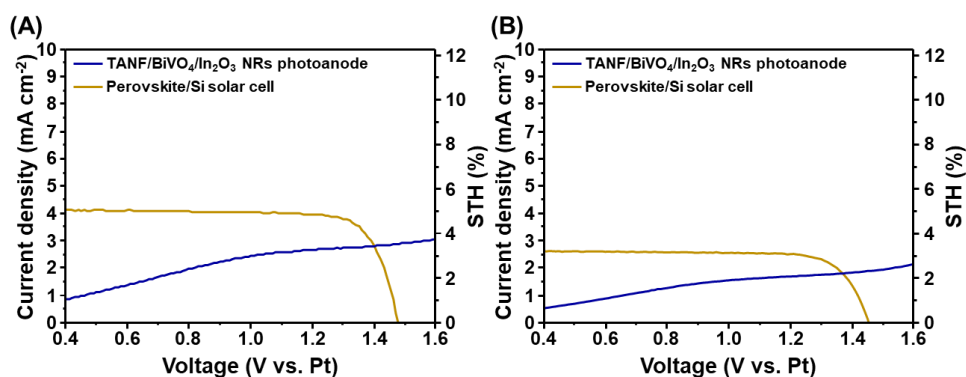 (A)
TANF/BiVO₄/In₂O₃ NRs photoanode
Perovskite/Si solar cell
Current density (mA cm⁻²)
10
9
8
7
6
5
4
3
2
1
0
12
10
8
6
4
2
0
STH (%)
0.4 0.6 0.8 1.0 1.2 1.4 1.6
Voltage (V vs. Pt)
(B)
TANF/BiVO₄/In₂O₃ NRs photoanode
Perovskite/Si solar cell
Current density (mA cm⁻²)
10
9
8
7
6
5
4
3
2
1
0
12
10
8
6
4
2
0
STH (%)
0.4 0.6 0.8 1.0 1.2 1.4 1.6
Voltage (V vs. Pt)